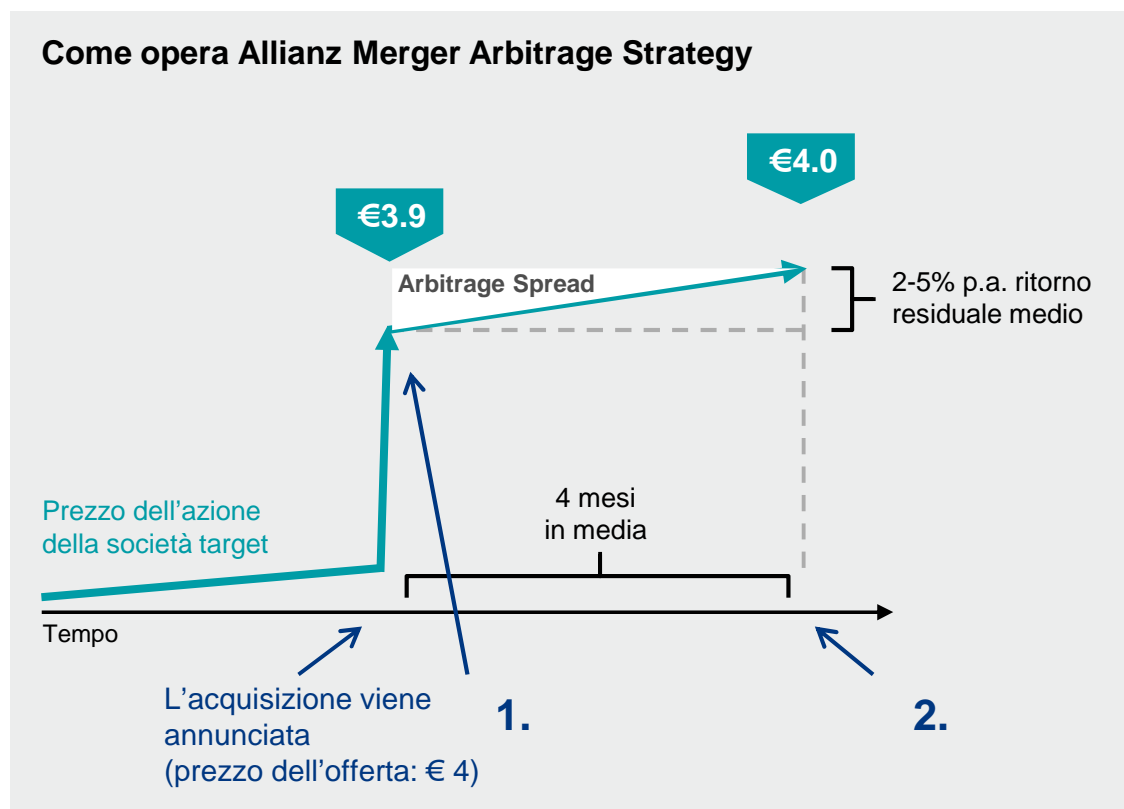 Come opera Allianz Merger Arbitrage Strategy
€4.0
€3.9
Arbitrage Spread
2-5% p.a. ritorno
residuale medio
4 mesi
in media
Prezzo dell’azione
della società target
Tempo
L’acquisizione viene
annunciata
(prezzo dell’offerta: € 4)
1.
2.